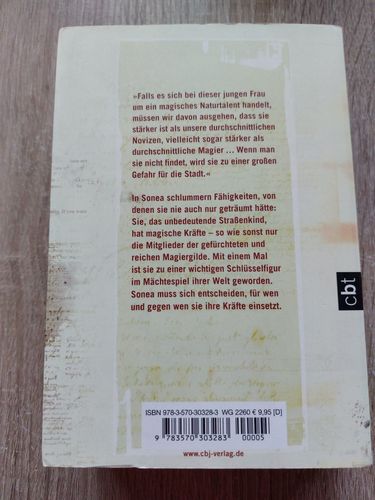 »Falls es sich bei dieser jungen Frau
um ein magisches Naturtalent handelt,
müssen wir davon ausgehen, dass sie
stärker ist als unsere durchschnittlichen
Novizen, vielleicht sogar stärker als
durchschnittliche Magier ... Wenn man
sie nicht findet, wird sie zu einer großen
Gefahr für die Stadt.«
In Sonea schlummern Fähigkeiten, von
denen sie nie auch nur geträumt hätte:
Sie, das unbedeutende Straßenkind,
hat magische Kräfte – so wie sonst nur
die Mitglieder der gefürchteten und
reichen Magiergilde. Mit einem Mal
ist sie zu einer wichtigen Schlüsselfigur
im Mächtespiel ihrer Welt geworden.
Sonea muss sich entscheiden, für wen
und gegen wen sie ihre Kräfte einsetzt.
cbt
ISBN 978-3-570-30328-3 WG 2260 € 9,95 [D]
9 783570 303283 00005
www.cbj-verlag.de